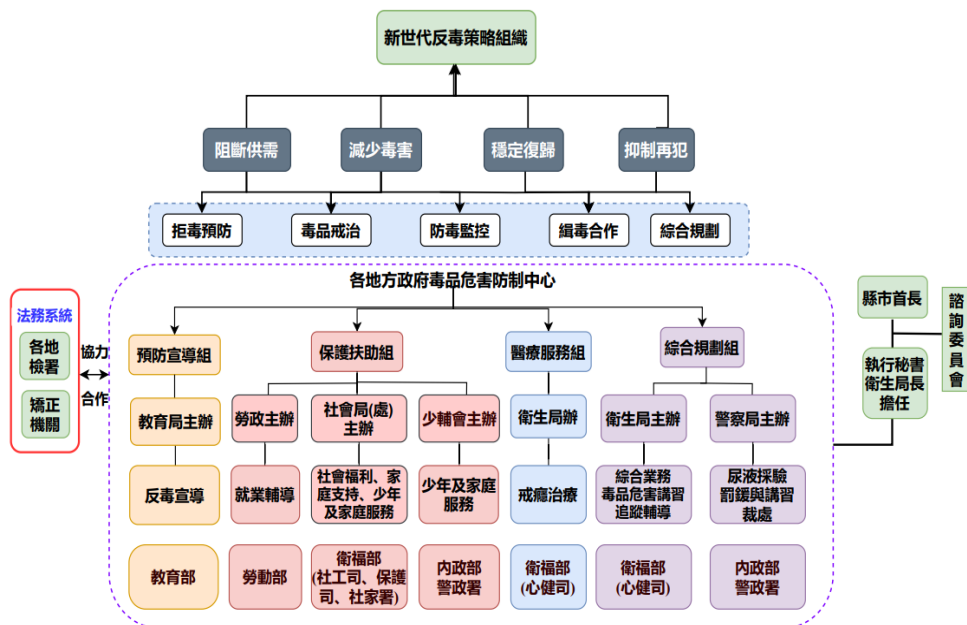 新世代反毒策略組織
阻斷供需
減少毒害
穩定復歸
抑制再犯
拒毒預防
毒品戒治
防毒監控
緝毒合作
綜合規劃
各地方政府毒品危害防制中心
法務系統
各地
檢署
矯正
機關
協力
合作
預防宣導組
保護扶助組
醫療服務組
綜合規劃組
教育局主辦
勞政主辦
社會局(處)
主辦
少輔會主辦
衛生局辦
衛生局主辦
警察局主辦
反毒宣導
就業輔導
社會福利、家
庭支持、少年
及家庭服務
少年及家庭
服務
戒癮治療
綜合業務
毒品危害講習
追蹤輔導
尿液採驗
罰鍰與講習
裁處
教育部
勞動部
衛福部
(社工司、保護
司、社家署)
內政部
警政署
衛福部
(心健司)
衛福部
(心健司)
內政部
警政署
縣市首長
諮詢委員會
執行秘書
衛生局長
擔任